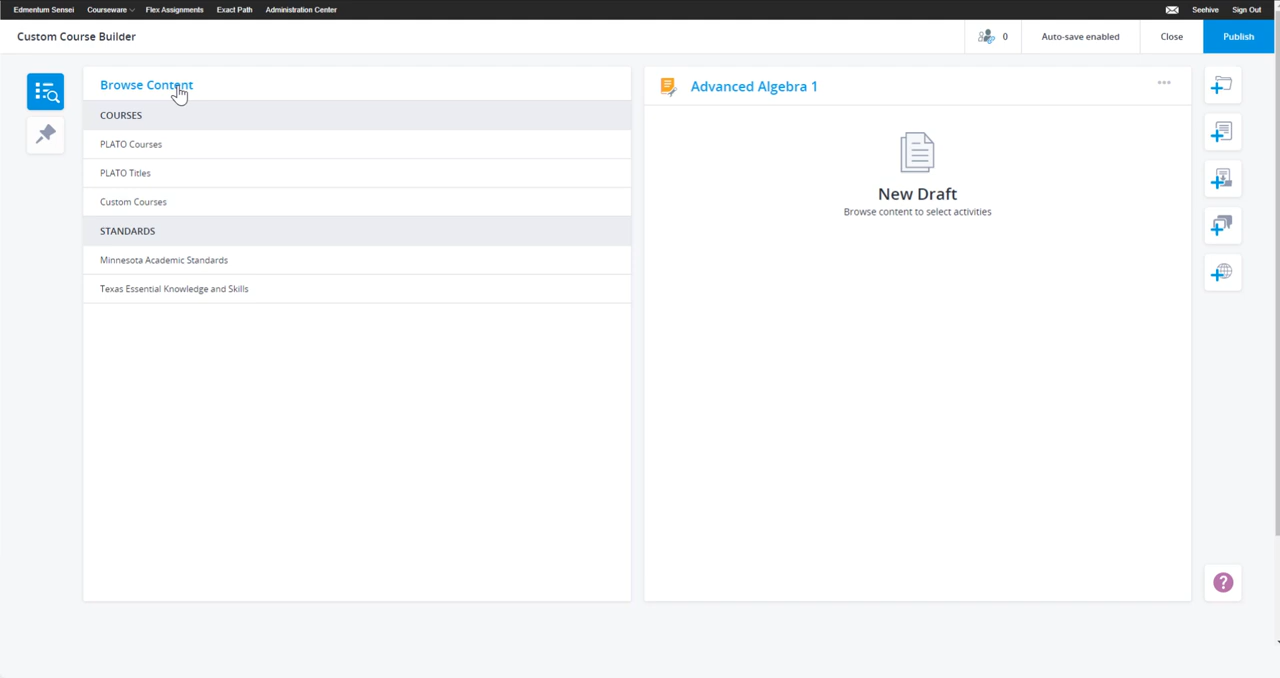 Edmentum Sensei Courseware Flex Assignments Exact Path Administration Center Seehive Sign Out
Custom Course Builder 0 Auto-save enabled Close Publish
Browse Content
COURSES
PLATO Courses
PLATO Titles
Custom Courses
STANDARDS
Minnesota Academic Standards
Texas Essential Knowledge and Skills
Advanced Algebra 1
New Draft
Browse content to select activities
?